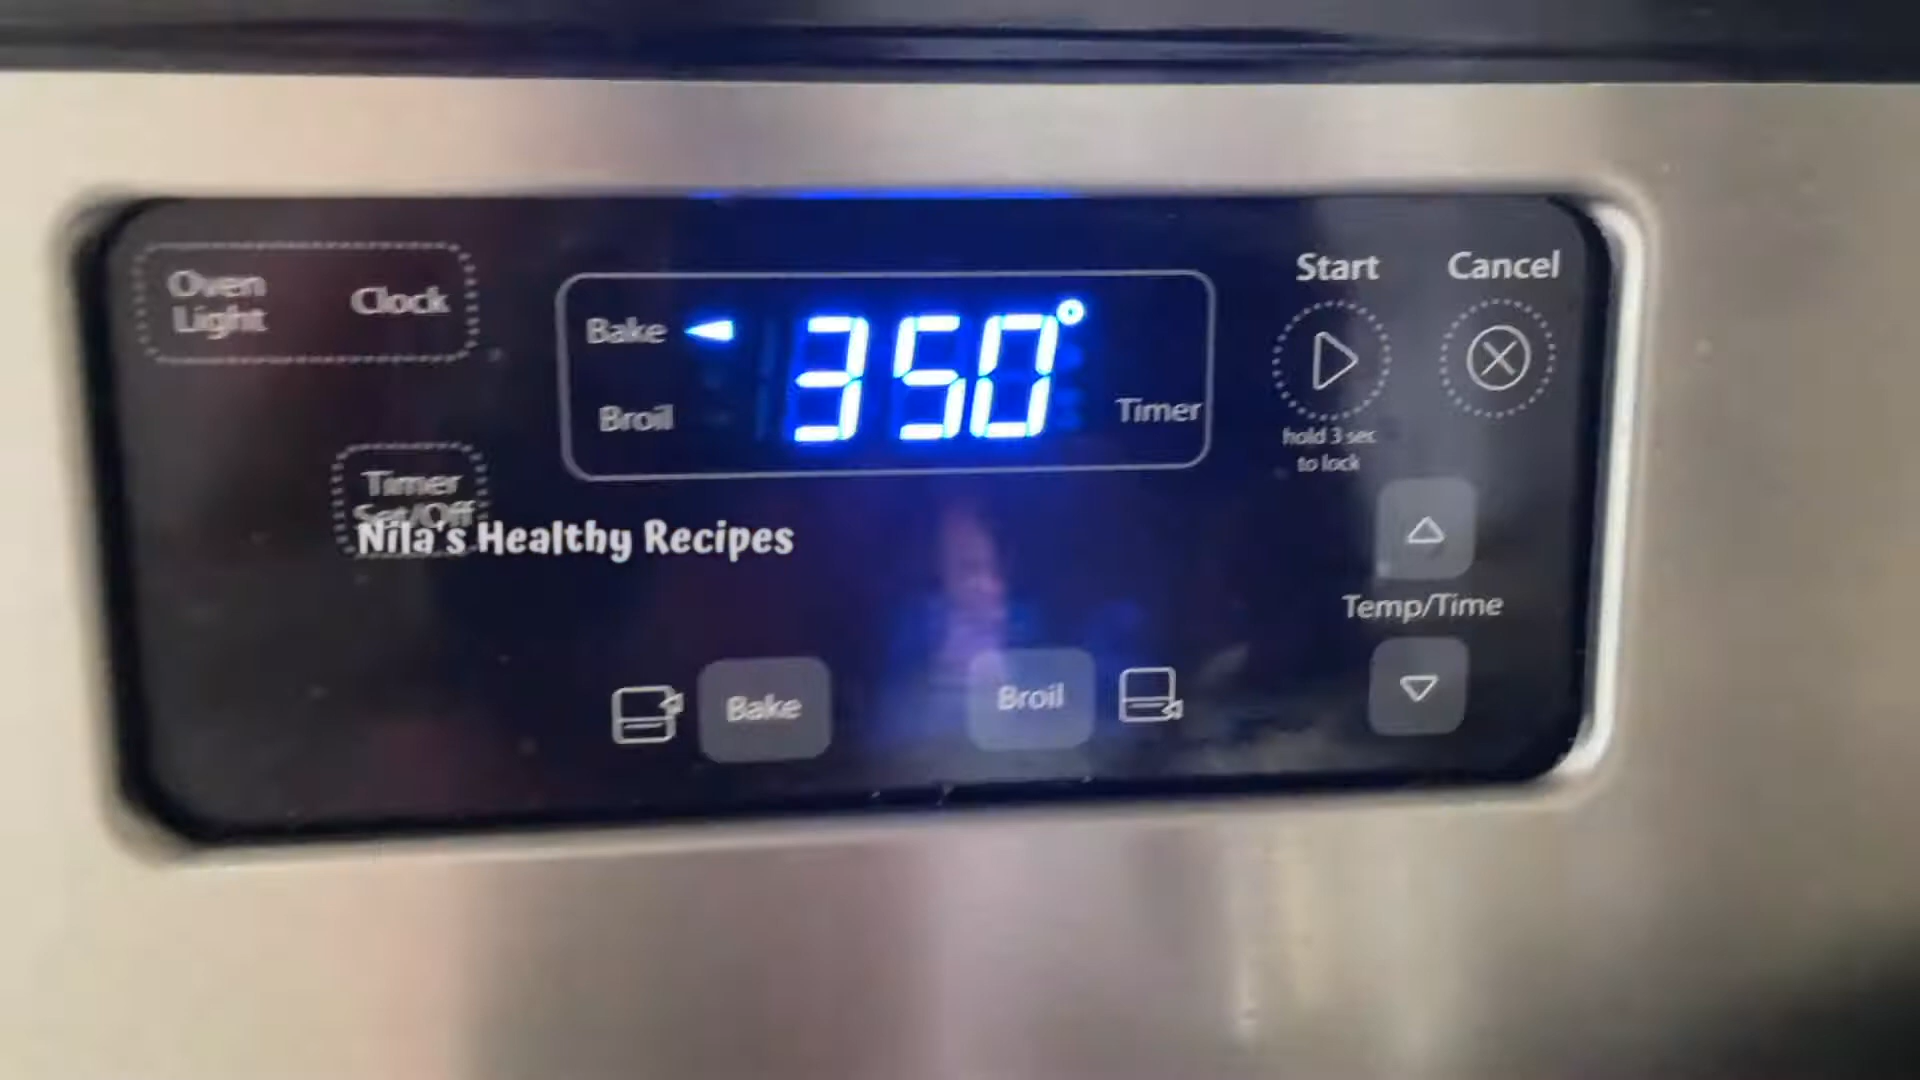 Oven
Light
Clock
Bake
350°
Broil
Timer
Start
Cancel
hold 3 sec
to lock
Timer
Set/Off
Nila's Healthy Recipes
Temp/Time
Bake
Broil